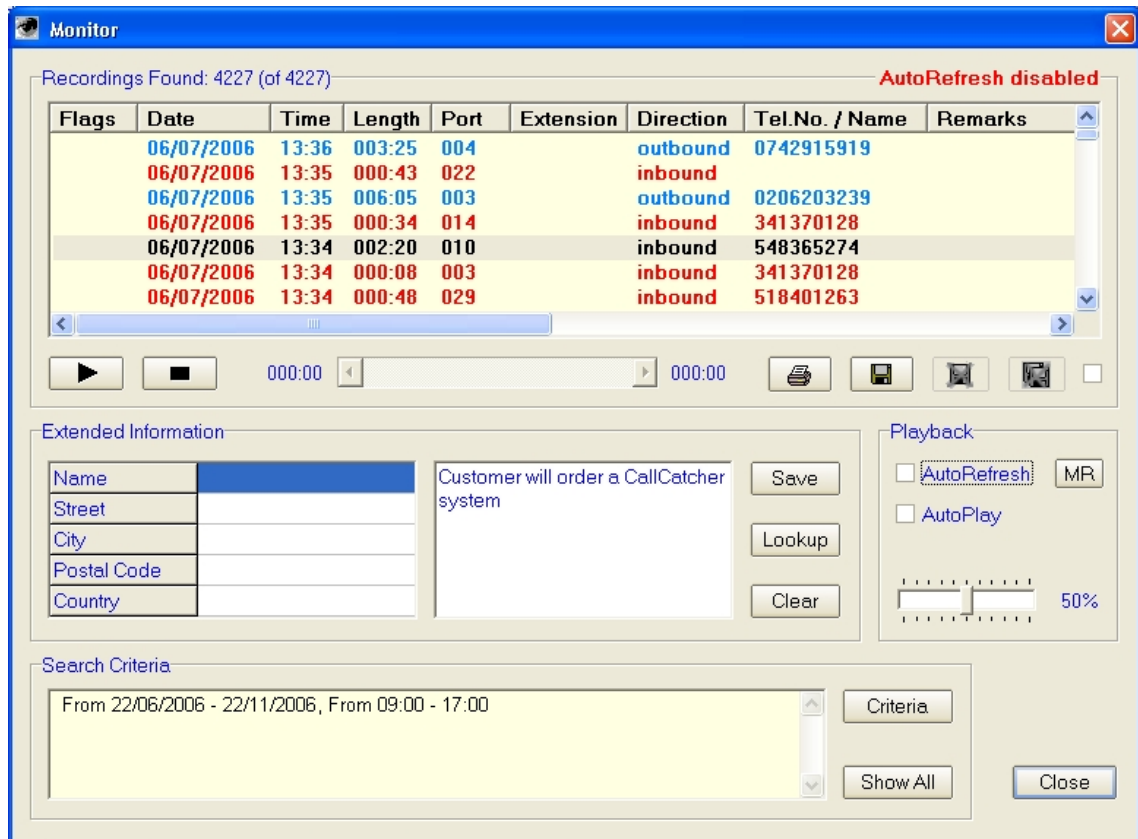 Monitor
Recordings Found: 4227 (of 4227) AutoRefresh disabled
Flags Date Time Length Port Extension Direction Tel.No. / Name Remarks
06/07/2006 13:36 003:25 004 outbound 0742915919
06/07/2006 13:35 000:43 022 inbound
06/07/2006 13:35 006:05 003 outbound 0206203239
06/07/2006 13:35 000:34 014 inbound 341370128
06/07/2006 13:34 002:20 010 inbound 548365274
06/07/2006 13:34 000:08 003 inbound 341370128
06/07/2006 13:34 000:48 029 inbound 518401263
000:00 000:00
Extended Information
Name
Street
City
Postal Code
Country
Customer will order a CallCatcher
system
Save
Lookup
Clear
Playback
AutoRefresh MR
AutoPlay
50%
Search Criteria
From 22/06/2006 - 22/11/2006, From 09:00 - 17:00
Criteria
Show All
Close